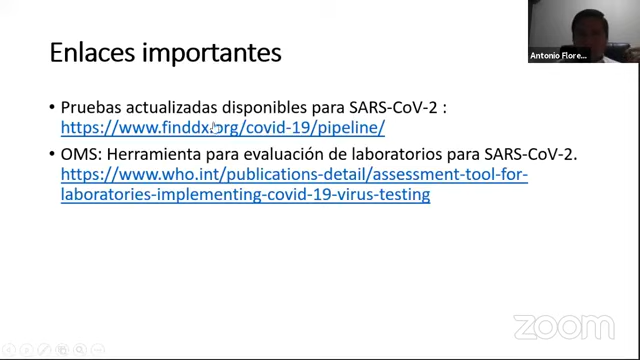 Enlaces importantes
• Pruebas actualizadas disponibles para SARS-CoV-2 :
https://www.finddx.org/covid-19/pipeline/
• OMS: Herramienta para evaluación de laboratorios para SARS-CoV-2.
https://www.who.int/publications-detail/assessment-tool-for-
laboratories-implementing-covid-19-virus-testing
Antonio Flore...
zoom